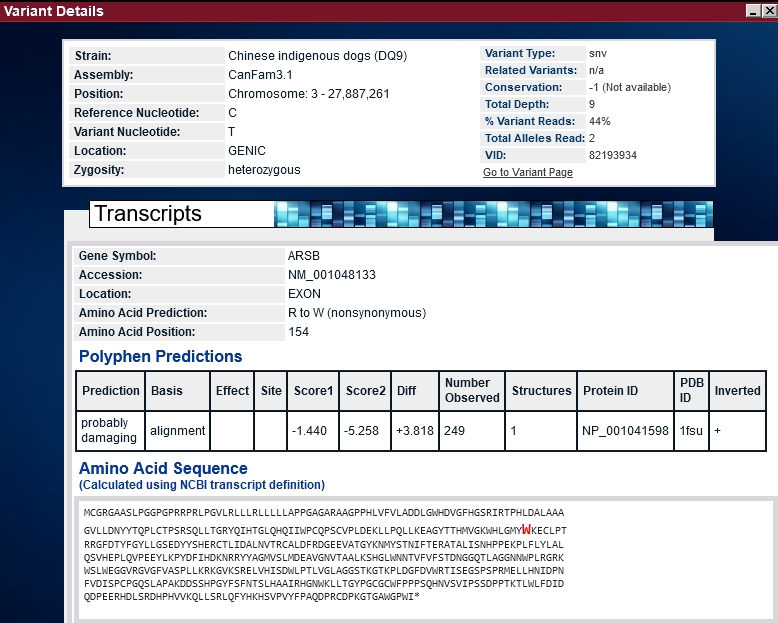 Variant Details
Strain: Chinese indigenous dogs (DQ9)
Assembly: CanFam3.1
Position: Chromosome: 3 - 27,887,261
Reference Nucleotide: C
Variant Nucleotide: T
Location: GENIC
Zygosity: heterozygous
Variant Type: snv
Related Variants: n/a
Conservation: -1 (Not available)
Total Depth: 9
% Variant Reads: 44%
Total Alleles Read: 2
VID: 82193934
Go to Variant Page
Transcripts
Gene Symbol: ARSB
Accession: NM_001048133
Location: EXON
Amino Acid Prediction: R to W (nonsynonymous)
Amino Acid Position: 154
Polyphen Predictions
Prediction Basis Effect Site Score1 Score2 Diff Number Observed Structures Protein ID PDB ID Inverted
probably damaging alignment -1.440 -5.258 +3.818 249 1 NP_001041598 1fsu +
Amino Acid Sequence
(Calculated using NCBI transcript definition)
MCGRGAASLPGGPGPRRPRLPGVLRLLLRLLLLLAPPGAGARAAGPPHLVFVLADDLGWHDVGFHGSRIRTPHLDALAAA
GVLLDNYYTQPLCTPSRSQLLTGRYQIHTGLQHQIIWPCQPSCVPLDEKLLPQLLKEAGYTTHMVGKWHLGMYWKECLPT
RRGFDTYFGYLLGSEDYYSHERCTLIDALNVTRCALDFRDGEEVATGYKNMYSTNIFTERATALISNHPPEKPLFLYLAL
QSVHEPLQVPEEYLKPYDFIHDKNRRYYAGMVSLMDEAVGNVTAALKSHGLWNNTVFVFSTDNGGQTLAGGNNWPLRGRK
WSLWEGGVRGVGFVASPLLKRKGVKSRELVHISDWLPTLVGLAGGSTKGTKPLDGFDVWRTISEGSPSPRMELLHNIDPN
FVDISPCPGQSLAPAKDDSSHPGYFSFNTSLHAAIRHGNWKLLTGYPGCGCWFPPPSQHNVSVIPSSDPPTKTLWLFDID
QDPEERHDLSRDHPHVVKQLLSRLQFYHKHSVPVYFPAQDPRCDPKGTGAWGPWI*